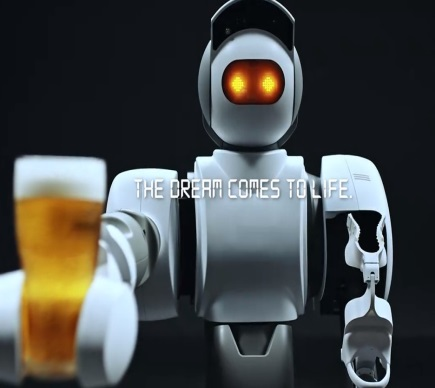 THE DREAM COMES TO LIFE.